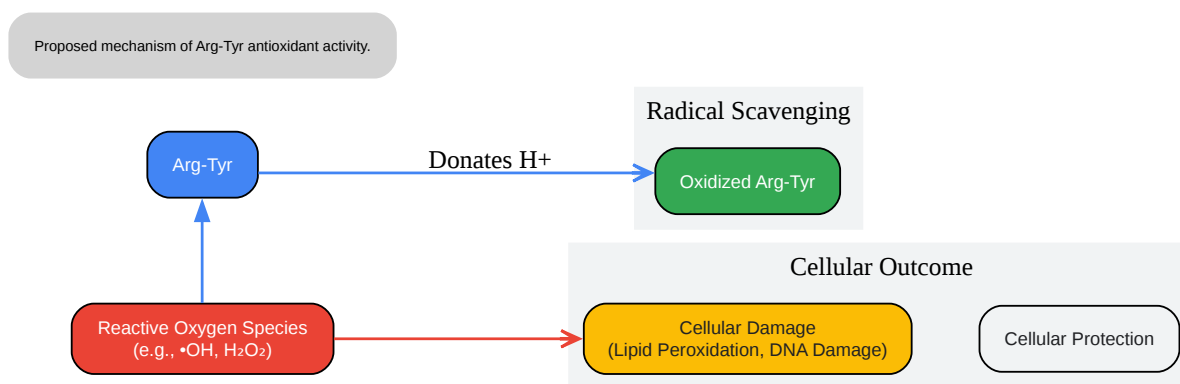 Proposed mechanism of Arg-Tyr antioxidant activity.
Radical Scavenging
Arg-Tyr
Donates H+
Oxidized Arg-Tyr
Cellular Outcome
Reactive Oxygen Species
(e.g., •OH, H₂O₂)
Cellular Damage
(Lipid Peroxidation, DNA Damage)
Cellular Protection